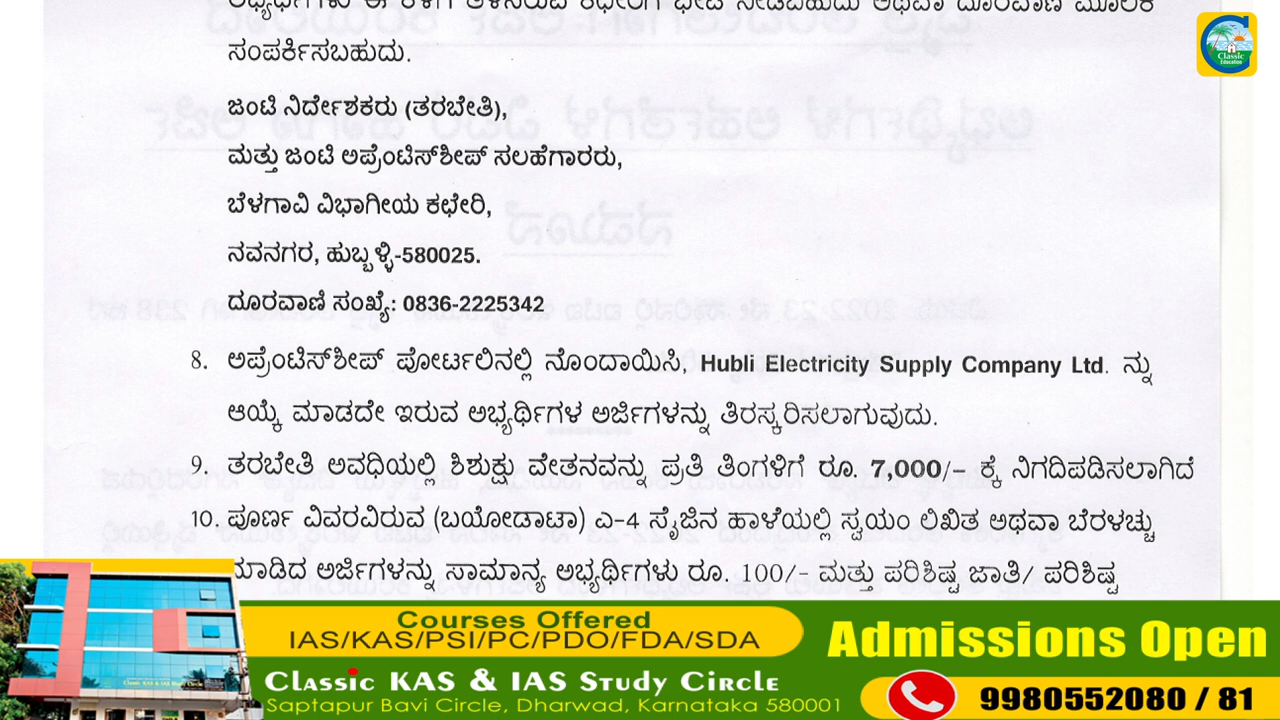 ಸಂಪರ್ಕಿಸಬಹುದು.
ಜಂಟಿ ನಿರ್ದೇಶಕರು (ತರಬೇತಿ),
ಮತ್ತು ಜಂಟಿ ಅಪ್ರೆಂಟಿಸ್‌ಶೀಪ್ ಸಲಹೆಗಾರರು,
ಬೆಳಗಾವಿ ವಿಭಾಗೀಯ ಕಛೇರಿ,
ನವನಗರ, ಹುಬ್ಬಳ್ಳಿ-580025.
ದೂರವಾಣಿ ಸಂಖ್ಯೆ: 0836-2225342
8. ಅಪ್ರೆಂಟಿಸ್‌ಶೀಪ್ ಪೋರ್ಟಲಿನಲ್ಲಿ ನೊಂದಾಯಿಸಿ, Hubli Electricity Supply Company Ltd. ನ್ನು
ಆಯ್ಕೆ ಮಾಡದೇ ಇರುವ ಅಭ್ಯರ್ಥಿಗಳ ಅರ್ಜಿಗಳನ್ನು ತಿರಸ್ಕರಿಸಲಾಗುವುದು.
9. ತರಬೇತಿ ಅವಧಿಯಲ್ಲಿ ಶಿಶುಕ್ಷು ವೇತನವನ್ನು ಪ್ರತಿ ತಿಂಗಳಿಗೆ ರೂ. 7,000/- ಕ್ಕೆ ನಿಗದಿಪಡಿಸಲಾಗಿದೆ
10. ಪೂರ್ಣ ವಿವರವಿರುವ (ಬಯೋಡಾಟಾ) ಎ-4 ಸೈಜಿನ ಹಾಳೆಯಲ್ಲಿ ಸ್ವಯಂ ಲಿಖಿತ ಅಥವಾ ಬೆರಳಚ್ಚು
ಮಾಡಿದ ಅರ್ಜಿಗಳನ್ನು ಸಾಮಾನ್ಯ ಅಭ್ಯರ್ಥಿಗಳು ರೂ. 100/- ಮತ್ತು ಪರಿಶಿಷ್ಟ ಜಾತಿ/ ಪರಿಶಿಷ್ಟ
Classic
Education
Courses Offered
IAS/KAS/PSI/PC/PDO/FDA/SDA
Admissions Open
Classic KAS & IAS Study Circle
Saptapur Bavi Circle, Dharwad, Karnataka 580001
9980552080 / 81